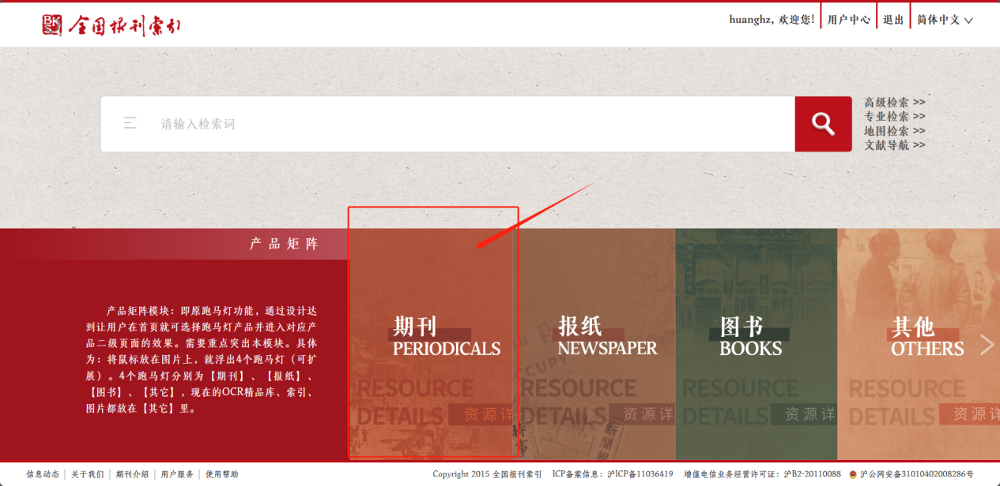 全国报刊索引
huanghz, 欢迎您!
用户中心
退出
简体中文
请输入检索词
高级检索 >>
专业检索 >>
地图检索 >>
文献导航 >>
产品矩阵
产品矩阵模块：即原跑马灯功能，通过设计达
到让用户在首页就可选择跑马灯产品并进入对应产
品二级页面的效果。需要重点突出本模块。具体
为：将鼠标放在图片上，就浮出4个跑马灯（可扩
展）。4个跑马灯分别为【期刊】、【报纸】、
【图书】、【其它】，现在的OCR精品库、索引、
图片都放在【其它】里。
期刊
PERIODICALS
RESOURCE
DETAILS
资源详
报纸
NEWSPAPER
OCCUPY
RESOURCE
DETAILS
资源详
图书
BOOKS
RESOURCE
DETAILS
资源详
其他
OTHERS
RESOURCE
DETAILS
资源详
信息动态
关于我们
期刊介绍
用户服务
使用帮助
Copyright 2015 全国报刊索引
ICP备案信息：沪ICP备11036419
增值电信业务经营许可证：沪B2-20110088
沪公网安备31010402008286号